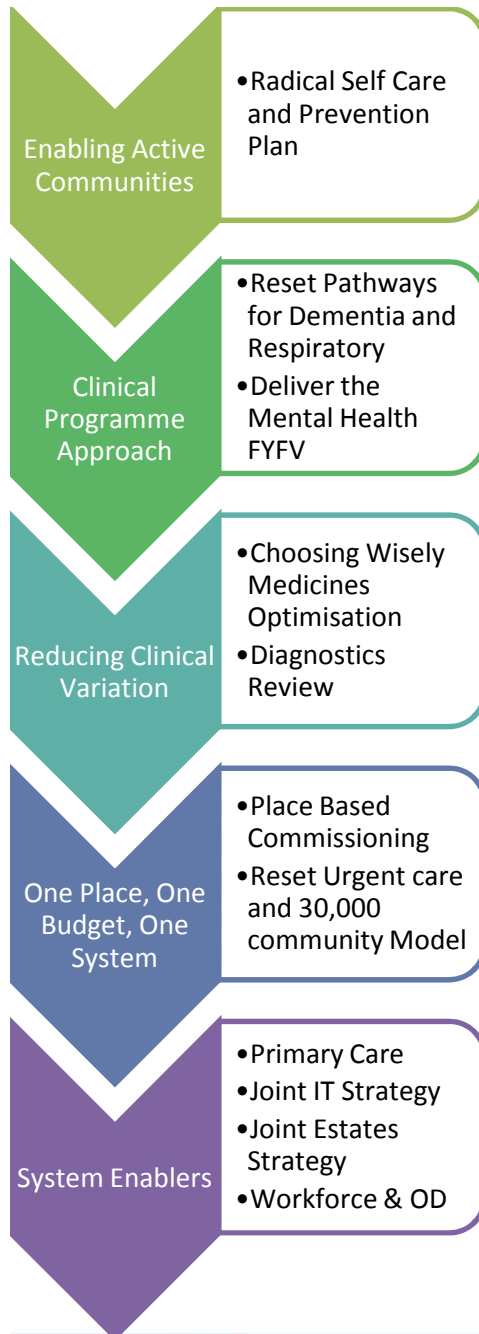 Enabling Active
Communities
•Radical Self Care
and Prevention
Plan
Clinical
Programme
Approach
•Reset Pathways
for Dementia and
Respiratory
•Deliver the
Mental Health
FYFV
Reducing Clinical
Variation
•Choosing Wisely
Medicines
Optimisation
•Diagnostics
Review
One Place, One
Budget, One
System
•Place Based
Commissioning
•Reset Urgent care
and 30,000
community Model
System Enablers
•Primary Care
•Joint IT Strategy
•Joint Estates
Strategy
•Workforce & OD